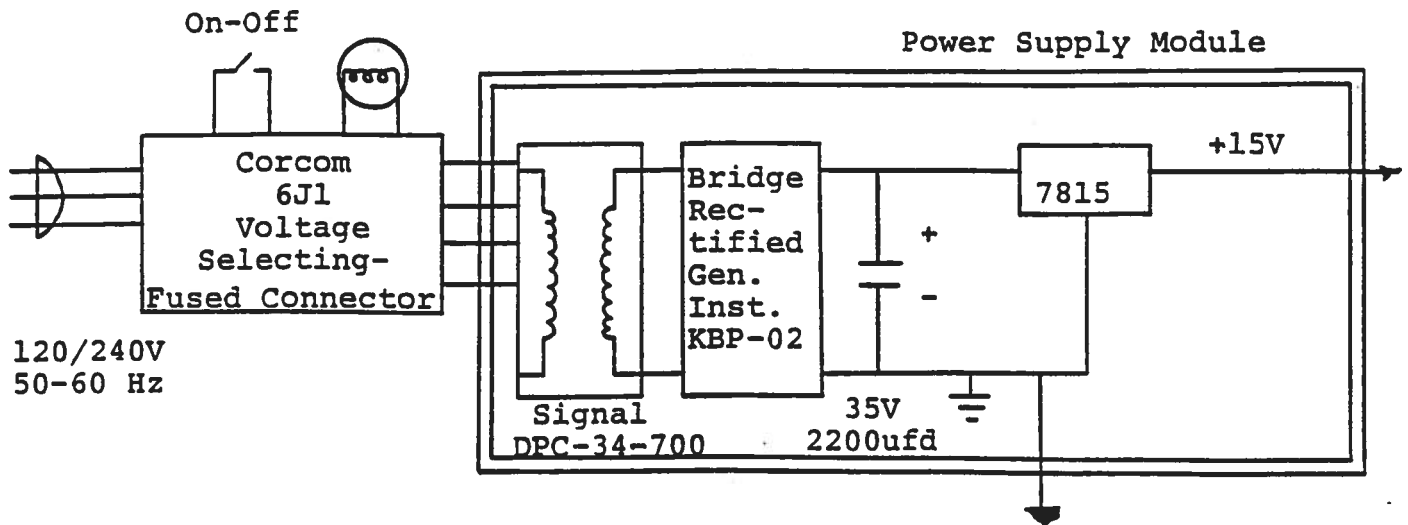 On-Off
Power Supply Module
Corcom
6J1
Voltage
Selecting-
Fused Connector
120/240V
50-60 Hz
Signal
DPC-34-700
Bridge
Rec-
tified
Gen.
Inst.
KBP-02
+
-
35V
2200ufd
7815
+15V